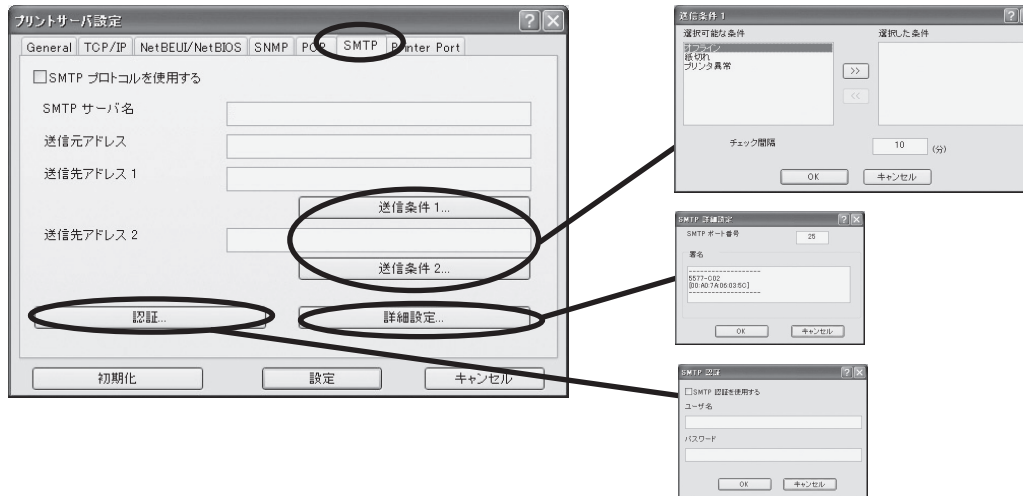 プリントサーバ設定
General TCP/IP NetBEUI/NetBIOS SNMP POP SMTP Printer Port
SMTP プロトコルを使用する
SMTP サーバ名
送信元アドレス
送信先アドレス 1
送信条件 1...
送信先アドレス 2
送信条件 2...
認証... 詳細設定...
初期化 設定 キャンセル
送信条件 1
選択可能な条件 選択した条件
オフライン
紙切れ
プリンタ異常
>>
<<
チェック間隔 10 (分)
OK キャンセル
SMTP 詳細設定
SMTP ポート番号 25
署名
--------------------
5577-C02
[00:AD:7A:06:03:5C]
--------------------
OK キャンセル
SMTP 認証
SMTP 認証を使用する
ユーザ名
パスワード
OK キャンセル